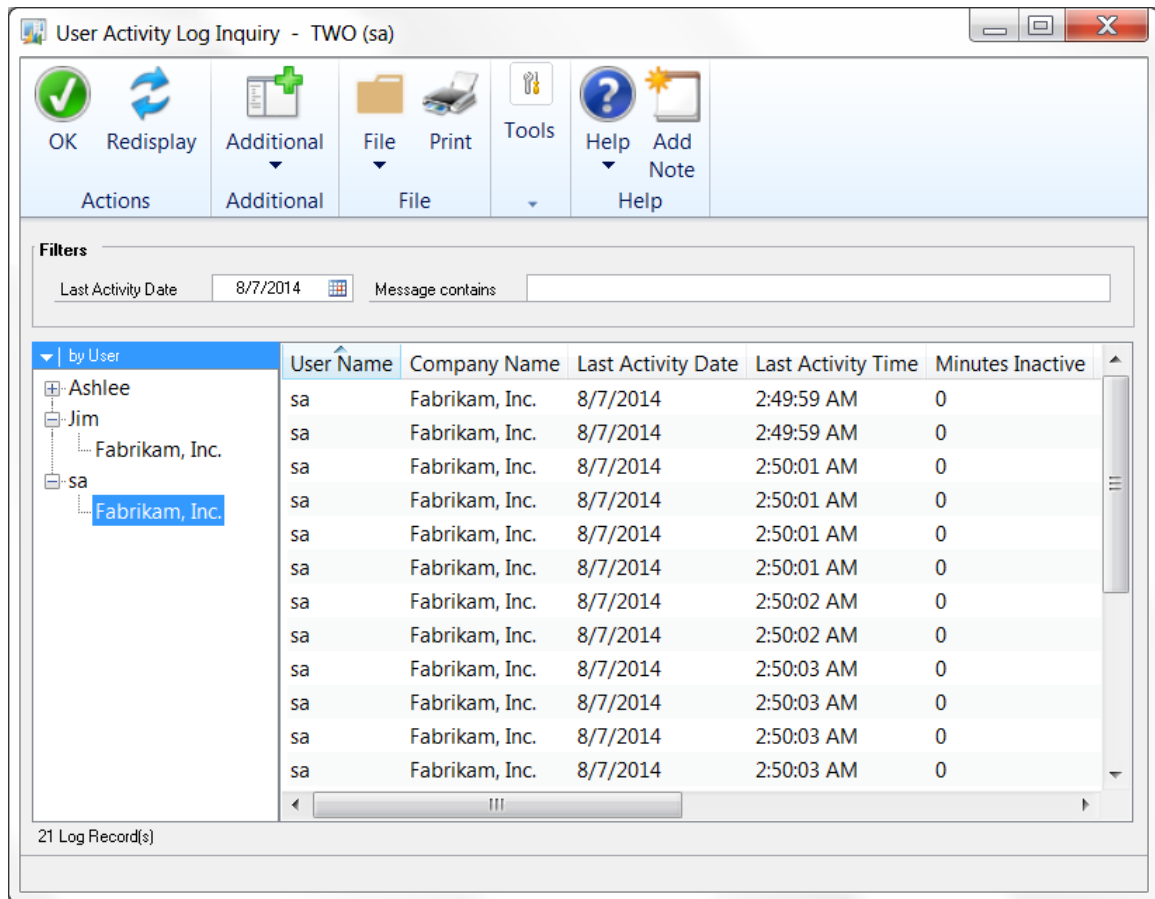 User Activity Log Inquiry - TWO (sa)
OK Redisplay Additional File Print Tools Help Add Note
Actions Additional File Help
Filters
Last Activity Date 8/7/2014 Message contains
by User
Ashlee
Jim
Fabrikam, Inc.
sa
Fabrikam, Inc.
User Name Company Name Last Activity Date Last Activity Time Minutes Inactive
sa Fabrikam, Inc. 8/7/2014 2:49:59 AM 0
sa Fabrikam, Inc. 8/7/2014 2:49:59 AM 0
sa Fabrikam, Inc. 8/7/2014 2:50:01 AM 0
sa Fabrikam, Inc. 8/7/2014 2:50:01 AM 0
sa Fabrikam, Inc. 8/7/2014 2:50:01 AM 0
sa Fabrikam, Inc. 8/7/2014 2:50:01 AM 0
sa Fabrikam, Inc. 8/7/2014 2:50:02 AM 0
sa Fabrikam, Inc. 8/7/2014 2:50:02 AM 0
sa Fabrikam, Inc. 8/7/2014 2:50:03 AM 0
sa Fabrikam, Inc. 8/7/2014 2:50:03 AM 0
sa Fabrikam, Inc. 8/7/2014 2:50:03 AM 0
sa Fabrikam, Inc. 8/7/2014 2:50:03 AM 0
21 Log Record(s)